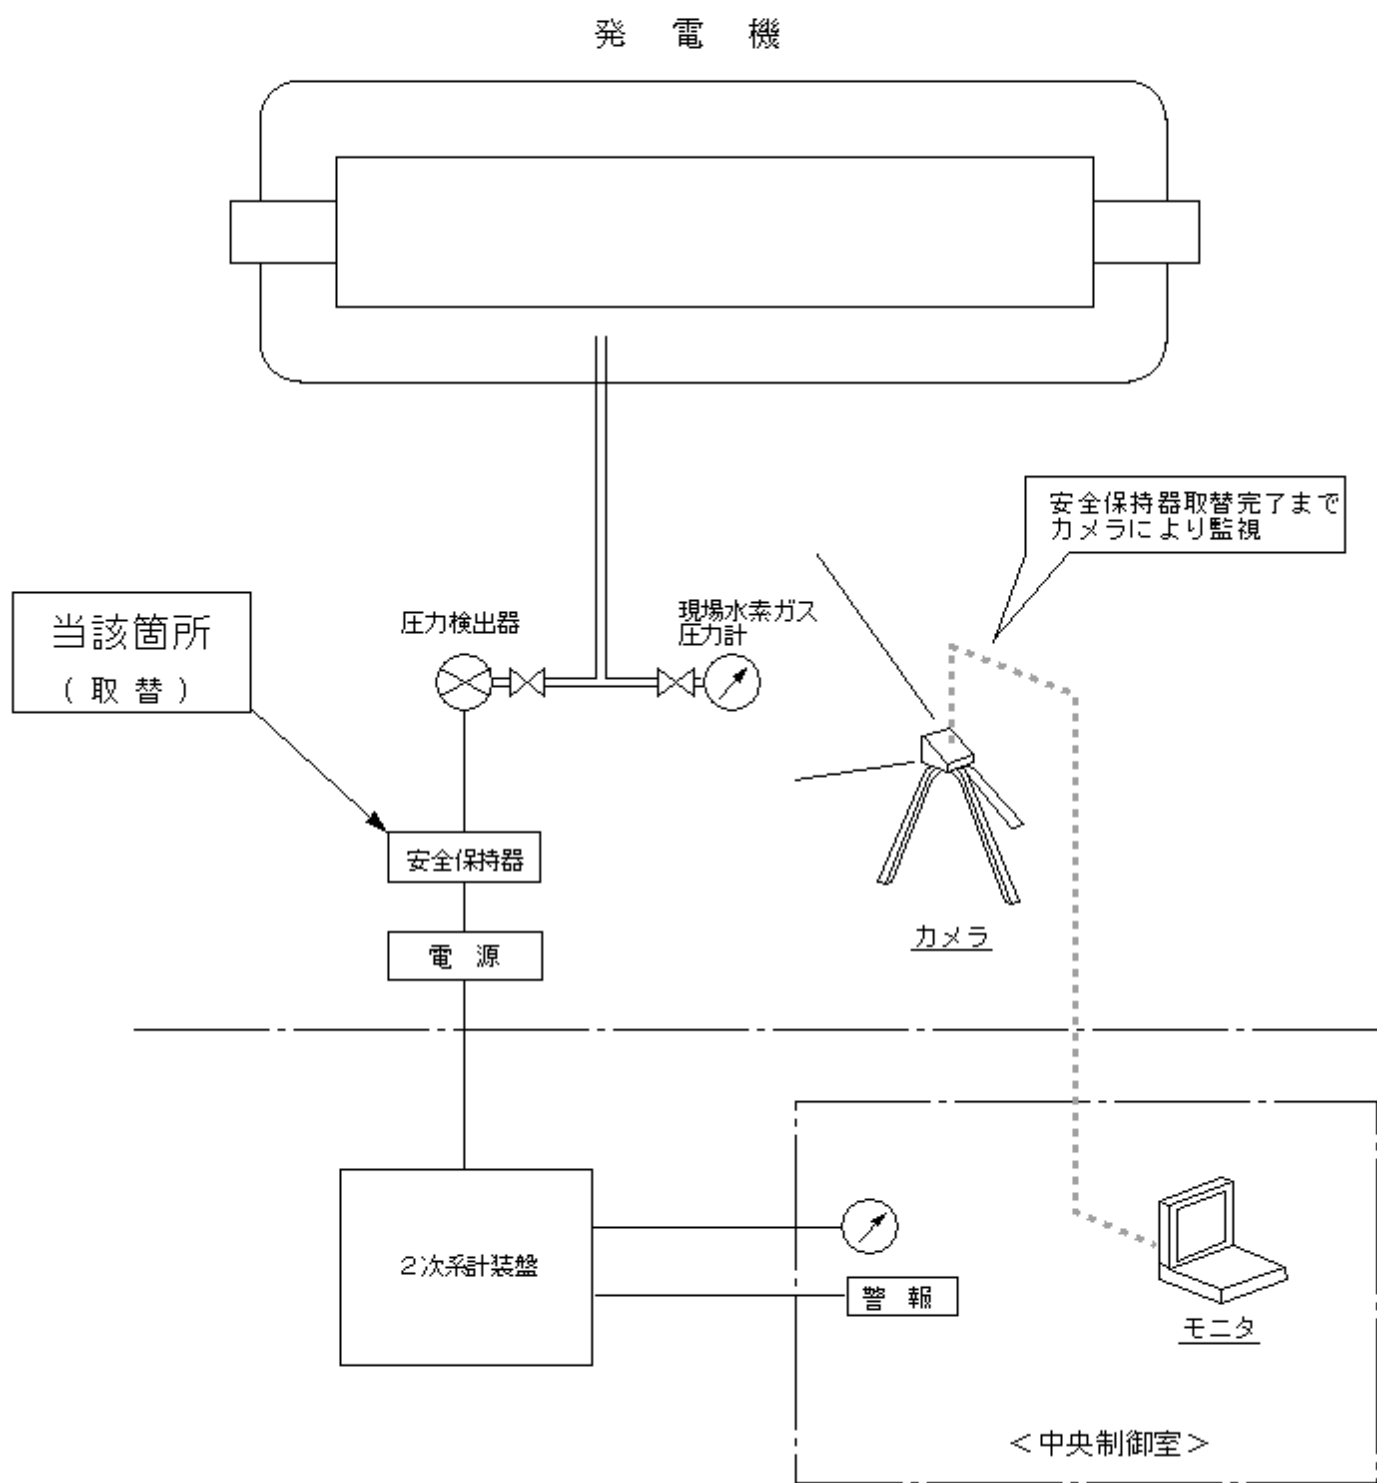 発 電 機
安全保持器取替完了まで
カメラにより監視
当該箇所
(取替)
圧力検出器
現場水素ガス
圧力計
安全保持器
電 源
カメラ
2次系計装盤
警 報
モニタ
<中央制御室>